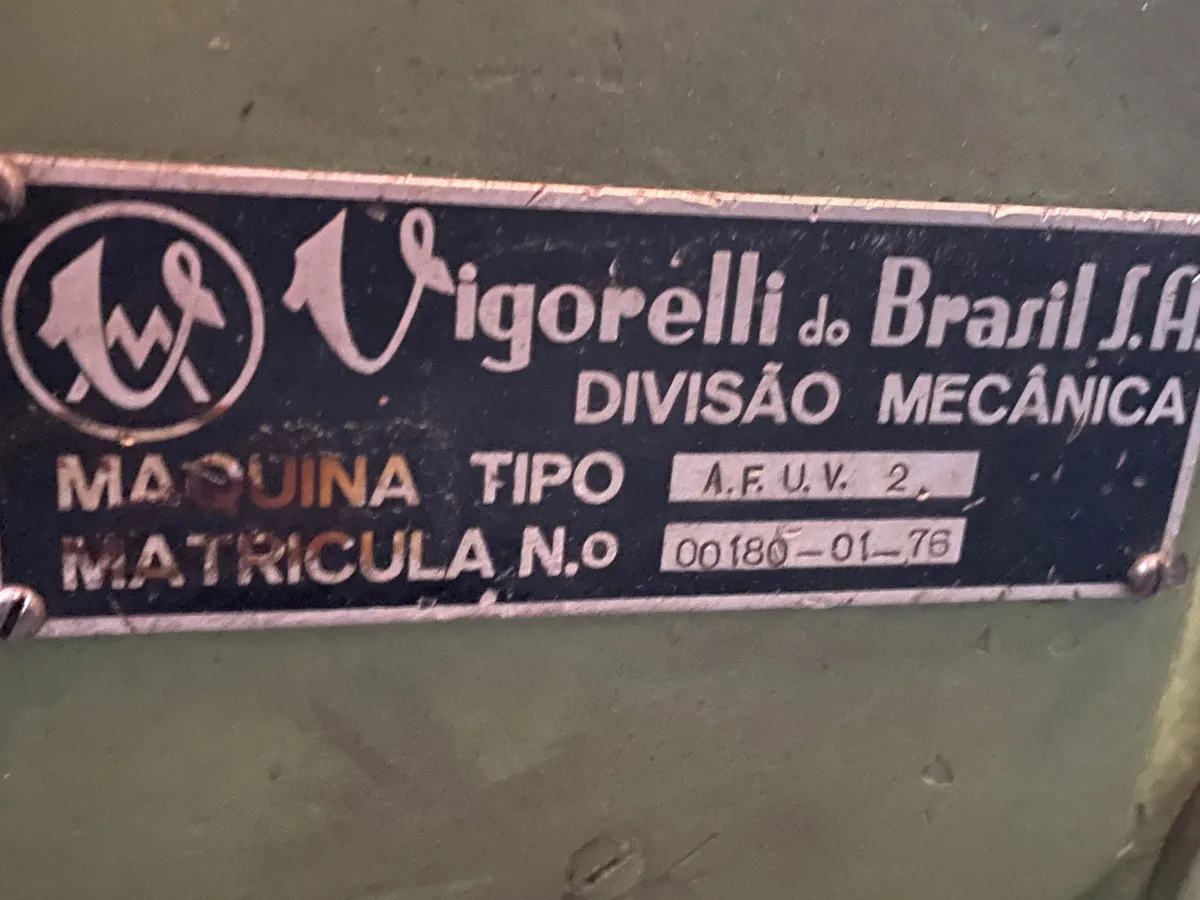 Vigorelli do Brasil S.A.
DIVISÃO MECÂNICA
MAQUINA TIPO A.F.U.V. 2.
MATRICULA N.o 00180-01-76